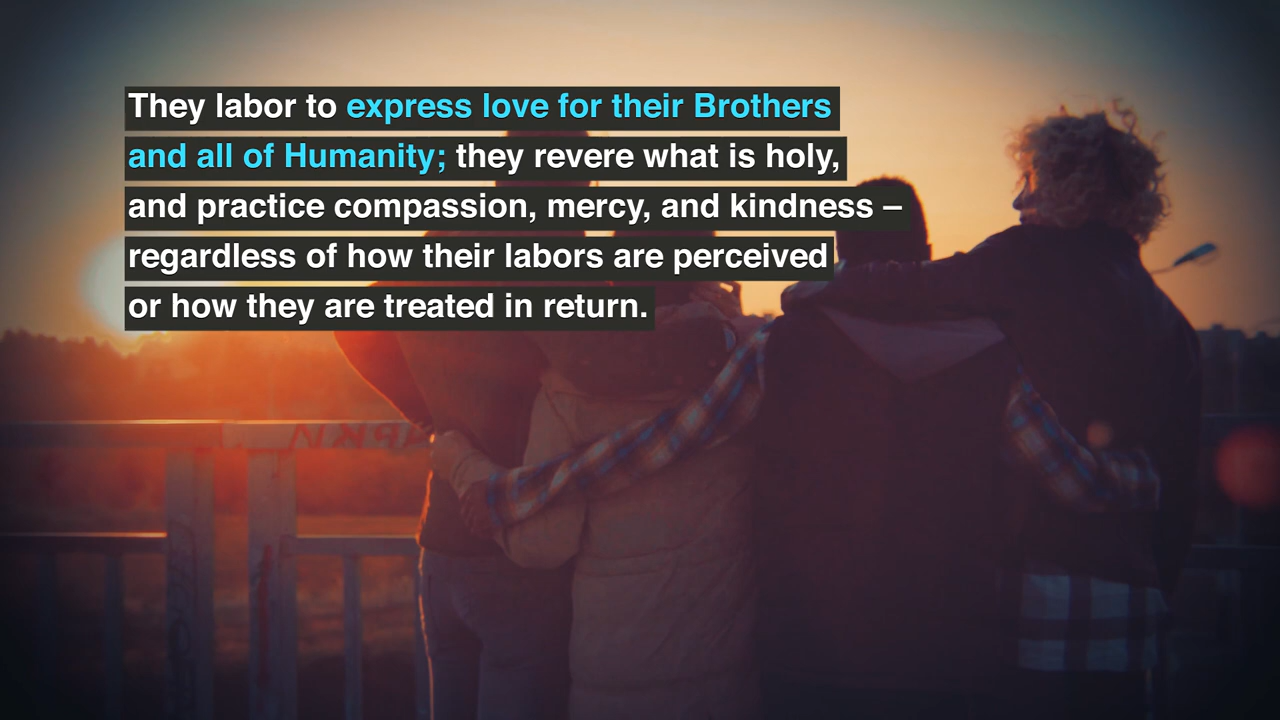 They labor to express love for their Brothers
and all of Humanity; they revere what is holy,
and practice compassion, mercy, and kindness –
regardless of how their labors are perceived
or how they are treated in return.